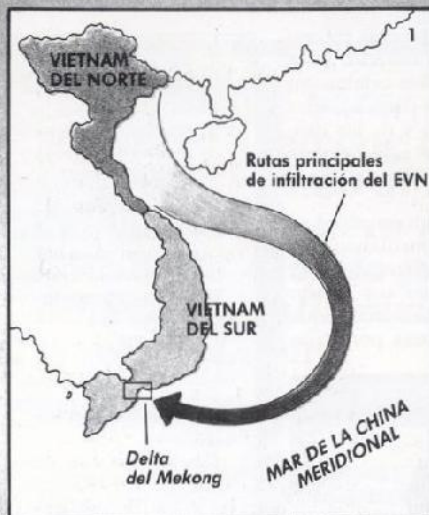 1
VIETNAM
DEL NORTE
Rutas principales
de infiltración del EVN
VIETNAM
DEL SUR
Delta
del Mekong
MAR DE LA CHINA
MERIDIONAL